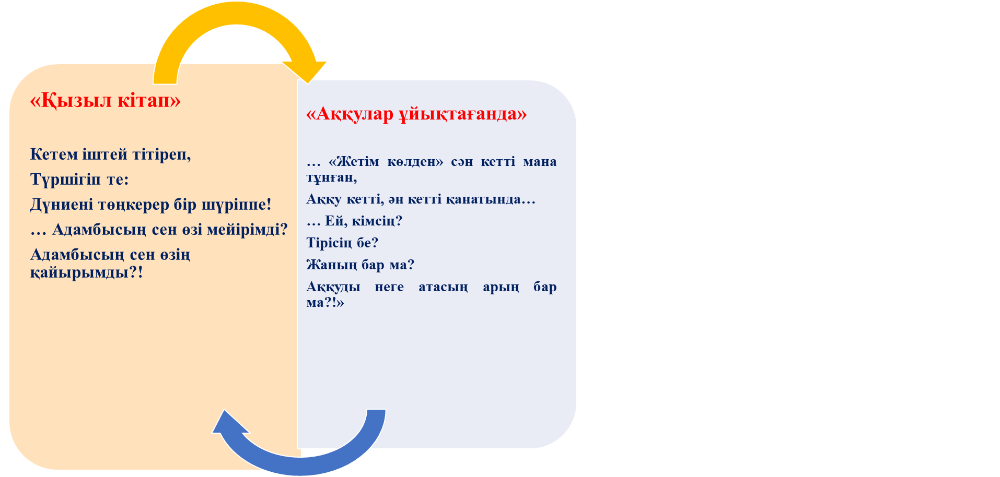 «Қызыл кітап»
Кетем іштей тітіреп,
Түршігіп те:
Дүниені төңкерер бір шүріппе!
… Адамбысың сен өзі мейірімді?
Адамбысың сен өзің
қайырымды?!
«Аққулар ұйықтағанда»
… «Жетім көлден» сән кетті мана
тұнған,
Аққу кетті, ән кетті қанатында…
… Ей, кімсің?
Тірісің бе?
Жаның бар ма?
Аққуды неге атасың арың бар
ма?!»